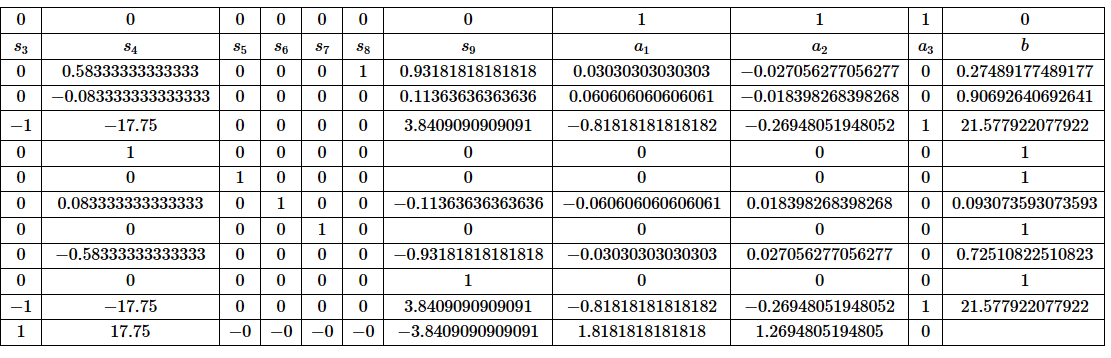 0 0 0 0 0 0 0 1 1 1 0
s₃ s₄ s₅ s₆ s₇ s₈ s₉ a₁ a₂ a₃ b
0 0.58333333333333 0 0 0 1 0.93181818181818 0.03030303030303 −0.027056277056277 0 0.27489177489177
0 −0.083333333333333 0 0 0 0 0.11363636363636 0.060606060606061 −0.018398268398268 0 0.90692640692641
−1 −17.75 0 0 0 0 3.8409090909091 −0.81818181818182 −0.26948051948052 1 21.577922077922
0 1 0 0 0 0 0 0 0 0 1
0 0 1 0 0 0 0 0 0 0 1
0 0.083333333333333 0 1 0 0 −0.11363636363636 −0.060606060606061 0.018398268398268 0 0.093073593073593
0 0 0 0 1 0 0 0 0 0 1
0 −0.58333333333333 0 0 0 0 −0.93181818181818 −0.03030303030303 0.027056277056277 0 0.72510822510823
0 0 0 0 0 0 1 0 0 0 1
−1 −17.75 0 0 0 0 3.8409090909091 −0.81818181818182 −0.26948051948052 1 21.577922077922
1 17.75 −0 −0 −0 −0 −3.8409090909091 1.8181818181818 1.2694805194805 0